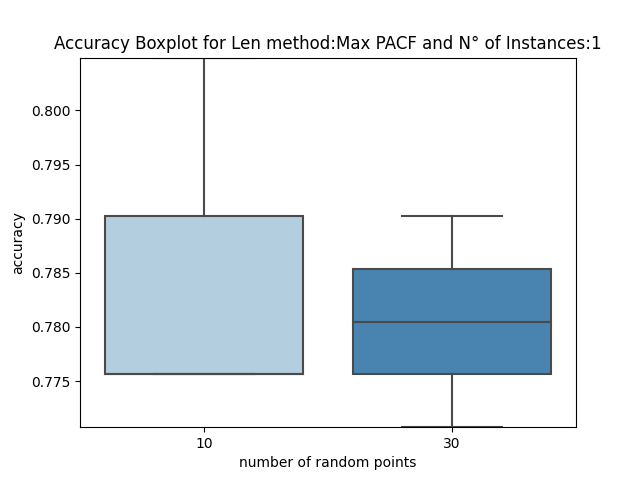 Accuracy Boxplot for Len method:Max PACF and N° of Instances:1
0.800
0.795
0.790
0.785
0.780
0.775
accuracy
10 30
number of random points